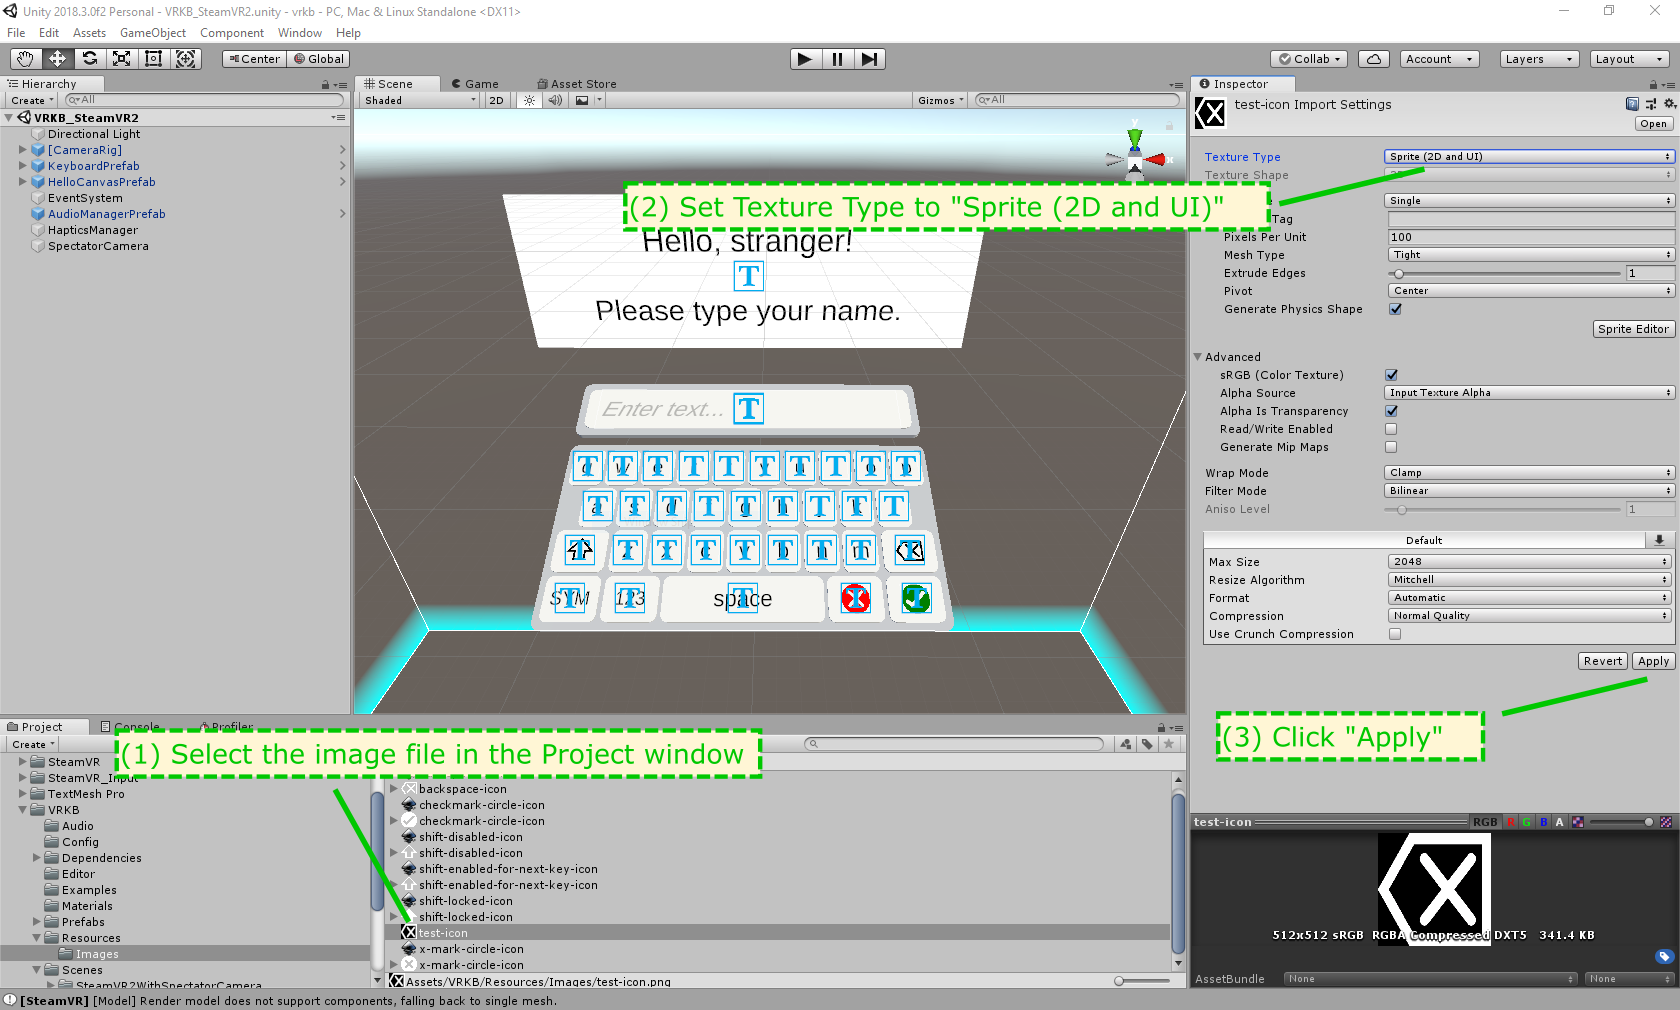 Unity 2018.3.0f2 Personal - VRKB_SteamVR2.unity - vrkb - PC, Mac & Linux Standalone <DX11>
File Edit Assets GameObject Component Window Help
Center Global Collab Account Layers Layout
Hierarchy
Create All
VRKB_SteamVR2
Directional Light
[CameraRig]
KeyboardPrefab
HelloCanvasPrefab
EventSystem
AudioManagerPrefab
HapticsManager
SpectatorCamera
Scene Game Asset Store
Shaded 2D Gizmos All
y
x
(2) Set Texture Type to "Sprite (2D and UI)"
Hello, stranger!
T
Please type your name.
Enter text... T
SYM 123 space
Inspector
test-icon Import Settings
Open
Texture Type Sprite (2D and UI)
Texture Shape
Single
Tag
Pixels Per Unit 100
Mesh Type Tight
Extrude Edges 1
Pivot Center
Generate Physics Shape
Sprite Editor
Advanced
sRGB (Color Texture)
Alpha Source Input Texture Alpha
Alpha Is Transparency
Read/Write Enabled
Generate Mip Maps
Wrap Mode Clamp
Filter Mode Bilinear
Aniso Level 1
Default
Max Size 2048
Resize Algorithm Mitchell
Format Automatic
Compression Normal Quality
Use Crunch Compression
Revert Apply
(3) Click "Apply"
Project Console Profiler
Create
(1) Select the image file in the Project window
SteamVR
SteamVR_Input
TextMesh Pro
VRKB
Audio
Config
Dependencies
Editor
Examples
Materials
Prefabs
Resources
Images
Scenes
SteamVR2WithSpectatorCamera
backspace-icon
checkmark-circle-icon
checkmark-circle-icon
shift-disabled-icon
shift-disabled-icon
shift-enabled-for-next-key-icon
shift-enabled-for-next-key-icon
shift-locked-icon
shift-locked-icon
test-icon
x-mark-circle-icon
x-mark-circle-icon
Assets/VRKB/Resources/Images/test-icon.png
test-icon RGB R G B A
512x512 sRGB RGBA Compressed DXT5 341.4 KB
AssetBundle None None
[SteamVR] [Model] Render model does not support components, falling back to single mesh.